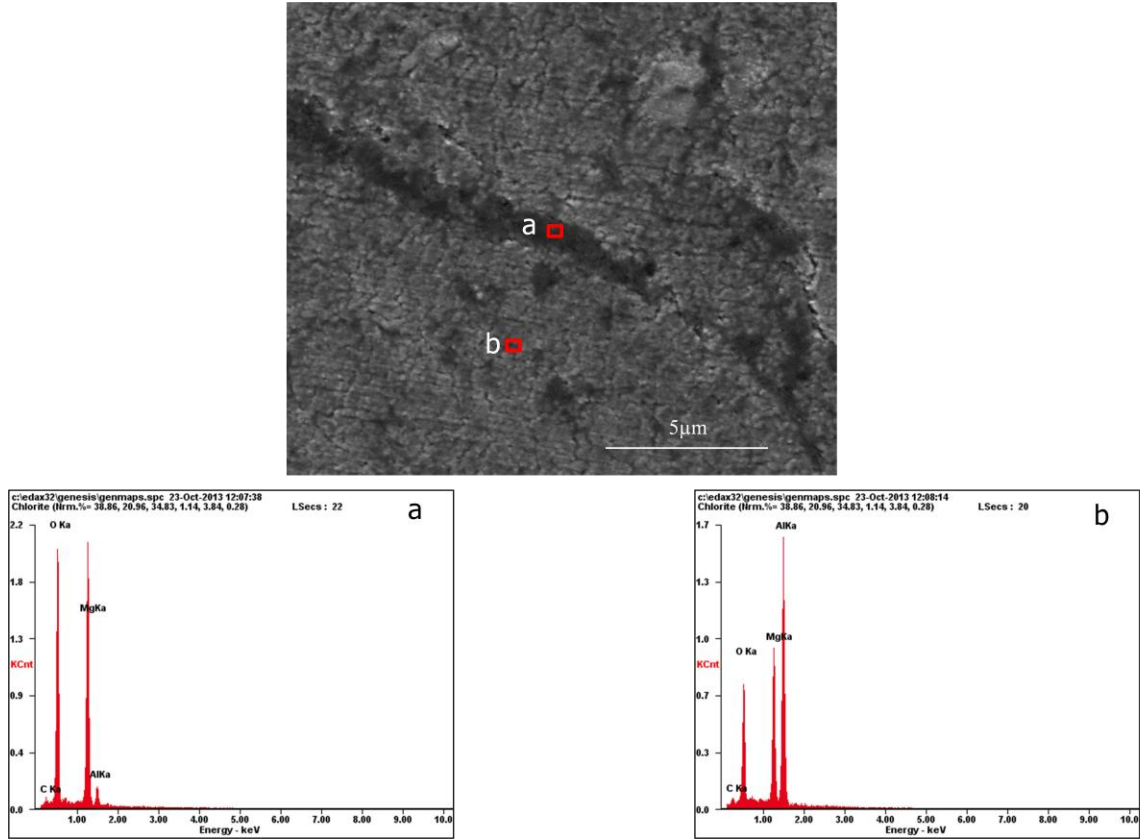 a
b
5µm
c:\edax32\genesis\genmaps.spc 23-Oct-2013 12:07:38
Chlorite (Nrm.%= 38.86, 20.96, 34.83, 1.14, 3.84, 0.28) LSecs : 22
a
2.2
O Ka
1.8
MgKa
1.3
KCnt
0.9
0.4
AlKa
C Ka
0.0
1.00 2.00 3.00 4.00 5.00 6.00 7.00 8.00 9.00 10.0
Energy - keV
c:\edax32\genesis\genmaps.spc 23-Oct-2013 12:08:14
Chlorite (Nrm.%= 38.86, 20.96, 34.83, 1.14, 3.84, 0.28) LSecs : 20
b
1.7
AlKa
1.3
1.0
MgKa
O Ka
KCnt
0.7
0.3
C Ka
0.0
1.00 2.00 3.00 4.00 5.00 6.00 7.00 8.00 9.00 10.0
Energy - keV